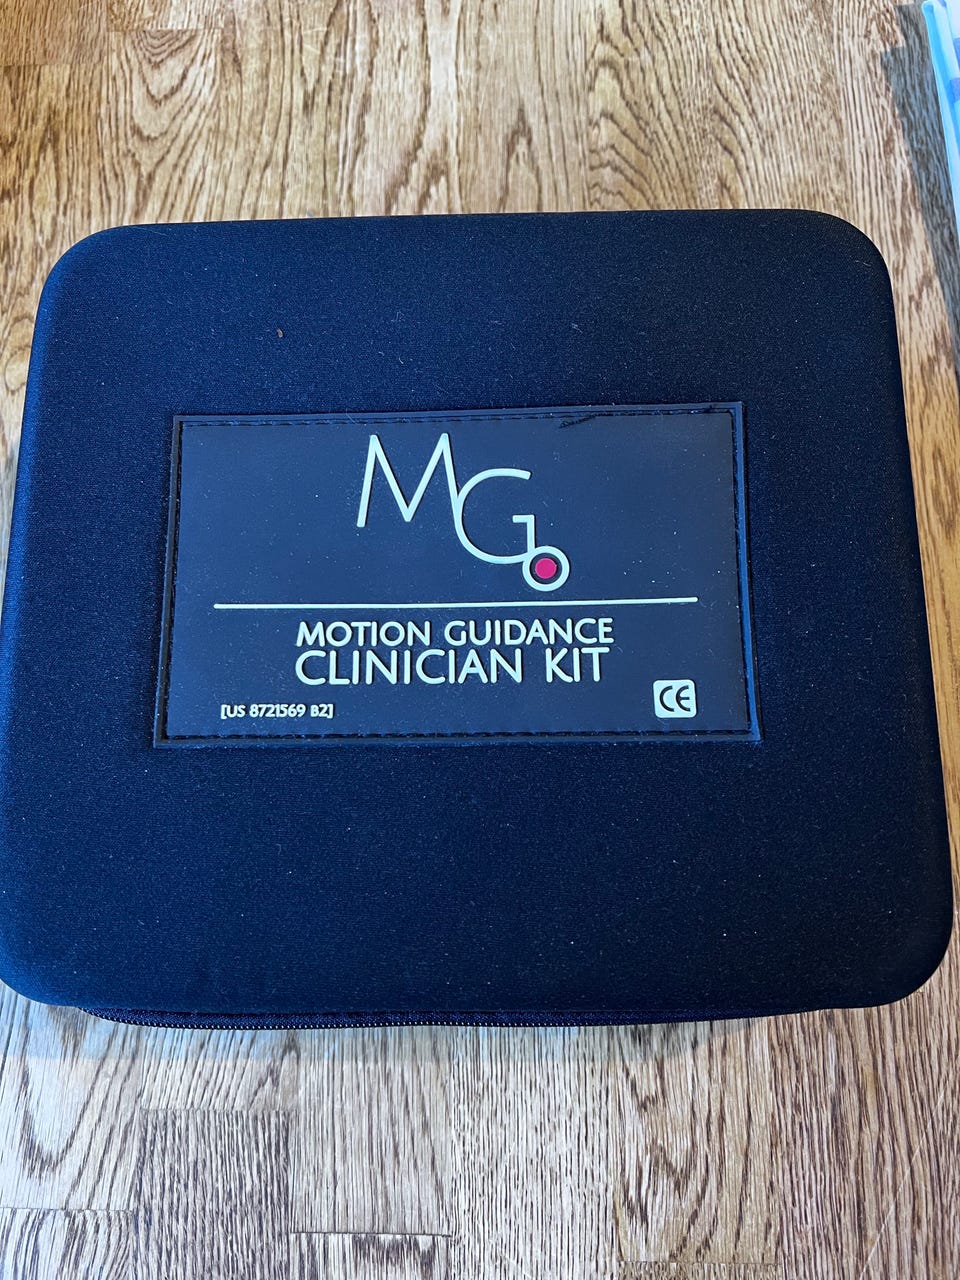 MG
MOTION GUIDANCE
CLINICIAN KIT
[US 8721569 B2]
CE